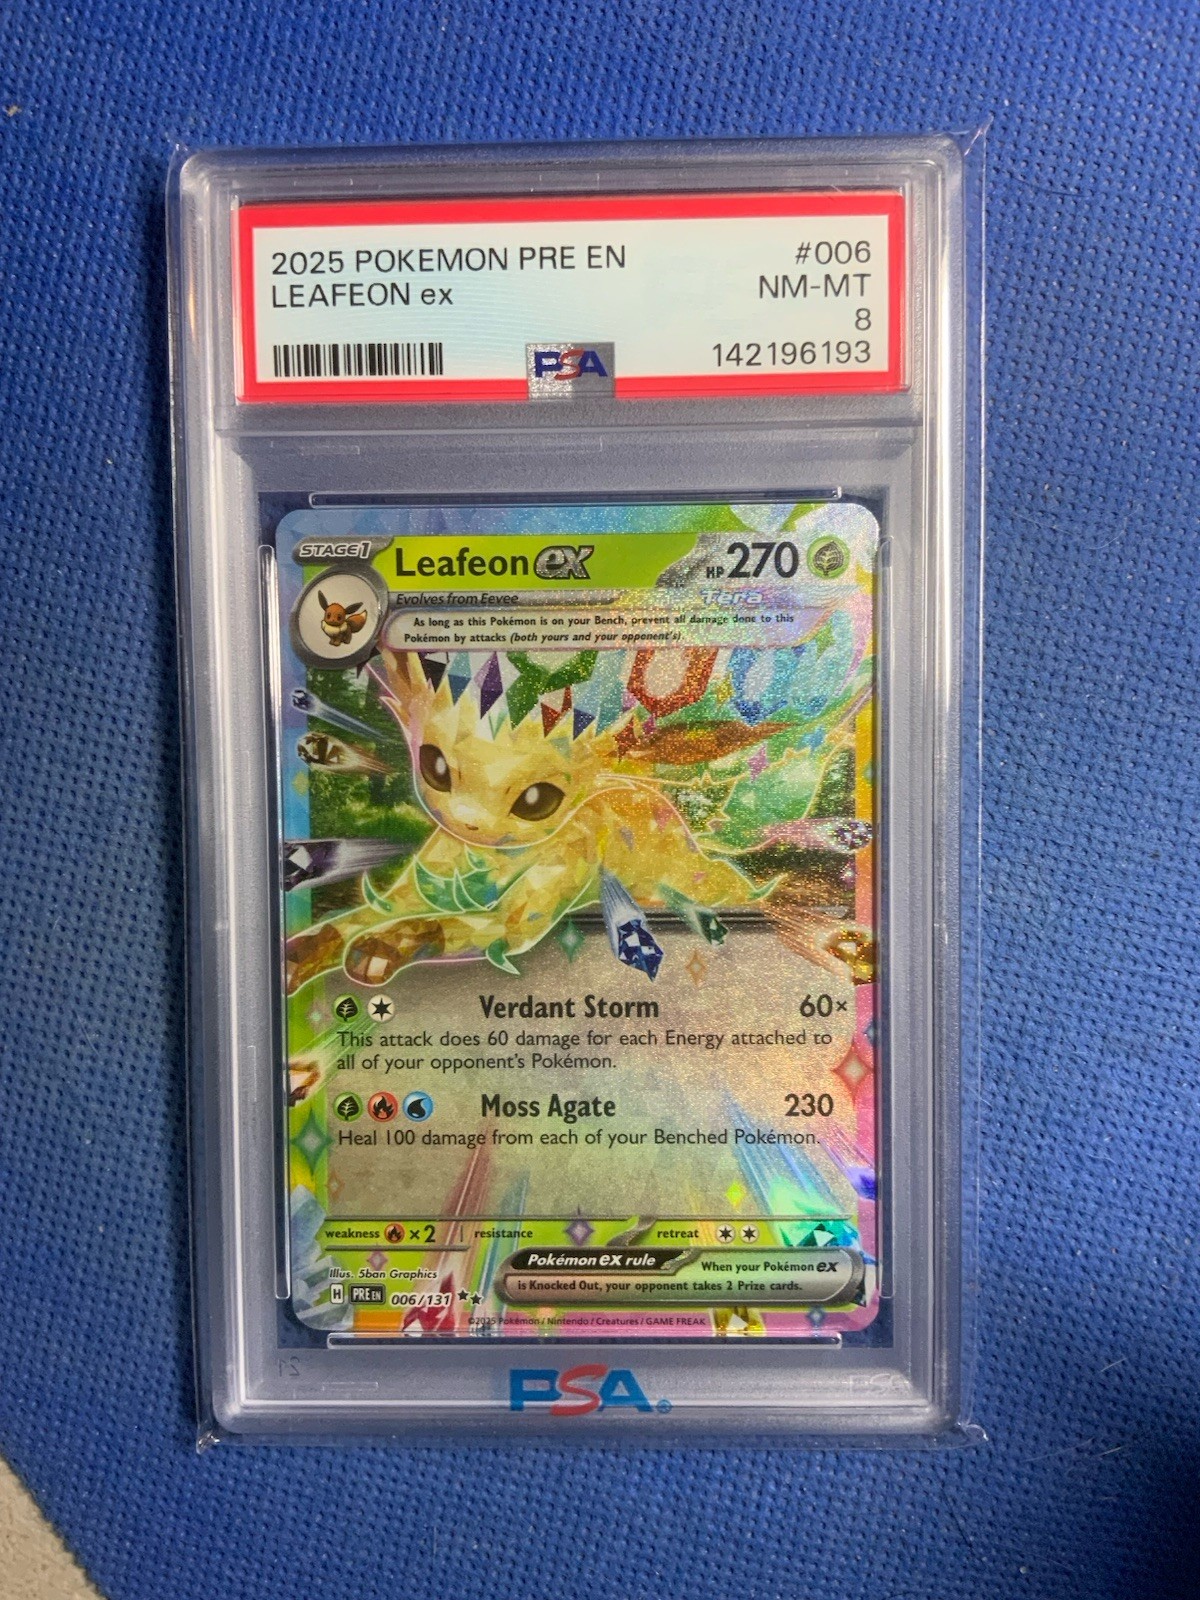 2025 POKEMON PRE EN #006
LEAFEON ex NM-MT
8
PSA 142196193
STAGE 1 Leafeon ex HP 270
Evolves from Eevee Tera
As long as this Pokémon is on your Bench, prevent all damage done to this
Pokémon by attacks (both yours and your opponent's).
Verdant Storm 60×
This attack does 60 damage for each Energy attached to
all of your opponent's Pokémon.
Moss Agate 230
Heal 100 damage from each of your Benched Pokémon.
weakness ×2 resistance retreat
Pokémon ex rule When your Pokémon ex
is Knocked Out, your opponent takes 2 Prize cards.
Illus. 5ban Graphics
H PRE EN 006/131
©2025 Pokémon / Nintendo / Creatures / GAME FREAK
PSA®